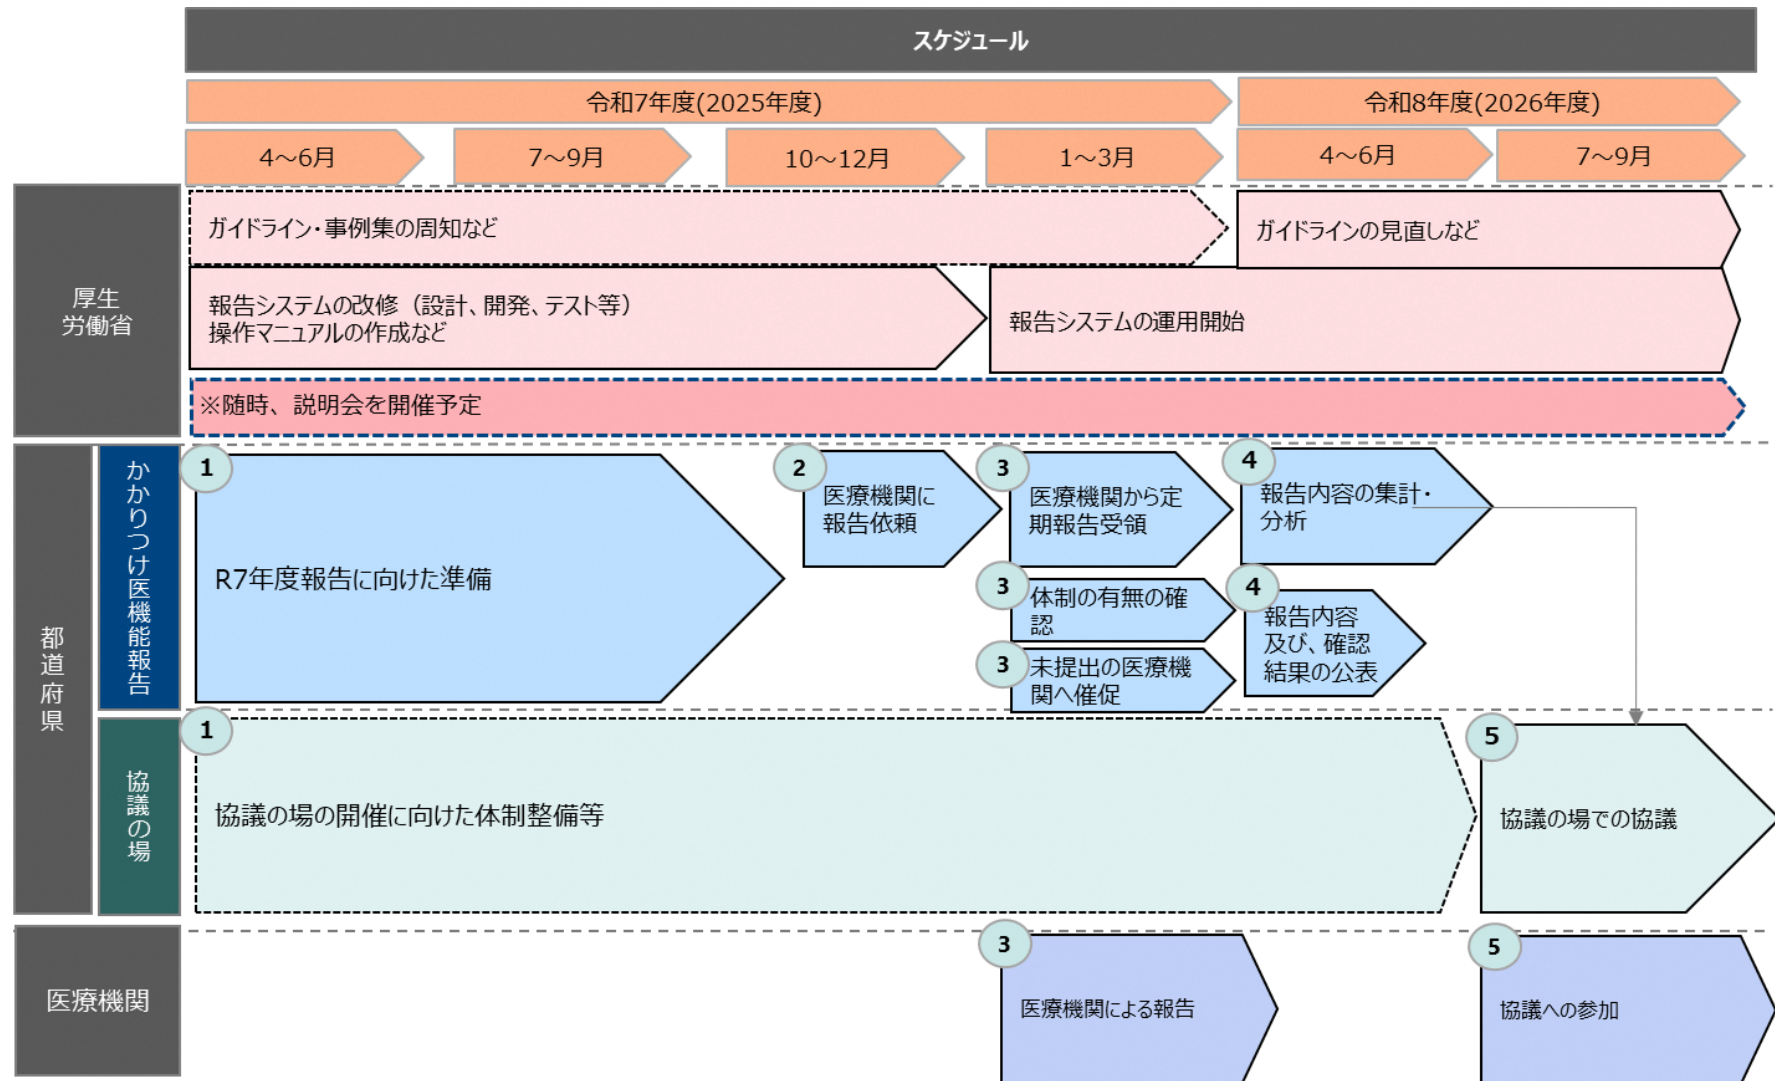 スケジュール
令和7年度(2025年度)
令和8年度(2026年度)
4～6月
7～9月
10～12月
1～3月
4～6月
7～9月
厚生
労働省
ガイドライン・事例集の周知など
ガイドラインの見直しなど
報告システムの改修（設計、開発、テスト等）
操作マニュアルの作成など
報告システムの運用開始
※随時、説明会を開催予定
都道府県
かかりつけ医機能報告
1
R7年度報告に向けた準備
2
医療機関に
報告依頼
3
医療機関から定
期報告受領
3
体制の有無の確
認
3
未提出の医療機
関へ催促
4
報告内容の集計・
分析
4
報告内容
及び、確認
結果の公表
協議の場
1
協議の場の開催に向けた体制整備等
5
協議の場での協議
医療機関
3
医療機関による報告
5
協議への参加